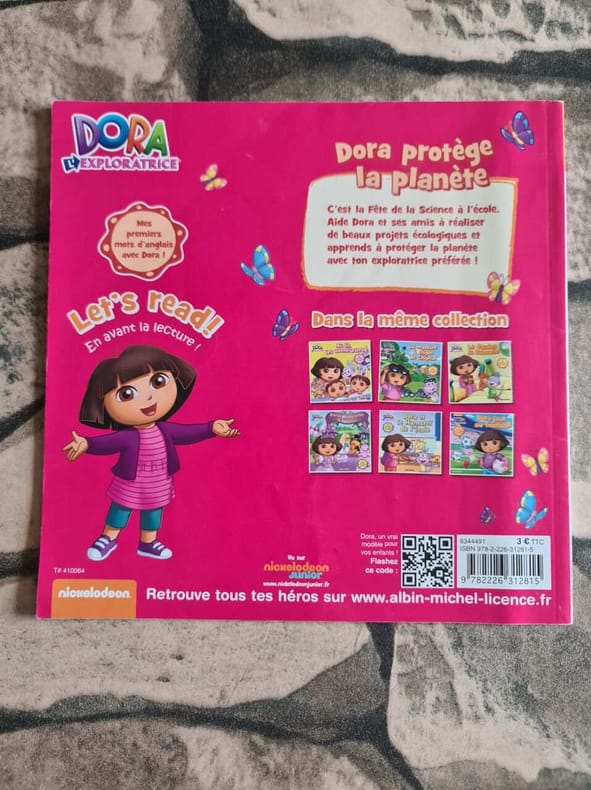 DORA
L'EXPLORATRICE
Mes
premiers
mots d'anglais
avec Dora !
Let's read!
En avant la lecture !
Dora protège
la planète
C'est la Fête de la Science à l'école.
Aide Dora et ses amis à réaliser
de beaux projets écologiques et
apprends à protéger la planète
avec ton exploratrice préférée !
Dans la même collection
T# 410064
Vu sur
nickelodeon
junior
www.nickelodeonjunior.fr
Dora, un vrai
modèle pour
vos enfants !
Flashez
ce code :
6344491
3 € TTC
ISBN 978-2-226-31281-5
9 782226 312815
nickelodeon
Retrouve tous tes héros sur www.albin-michel-licence.fr